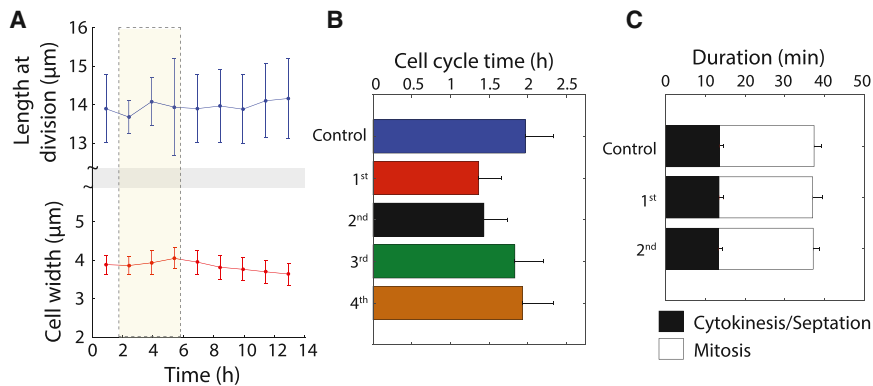 A
16
15
14
13
Length at
division (μm)
~
~
5
4
3
2
Cell width (μm)
0 2 4 6 8 10 12 14
Time (h)
B
Cell cycle time (h)
0 0.5 1 1.5 2 2.5
Control
1st
2nd
3rd
4th
C
Duration (min)
0 10 20 30 40 50
Control
1st
2nd
Cytokinesis/Septation
Mitosis